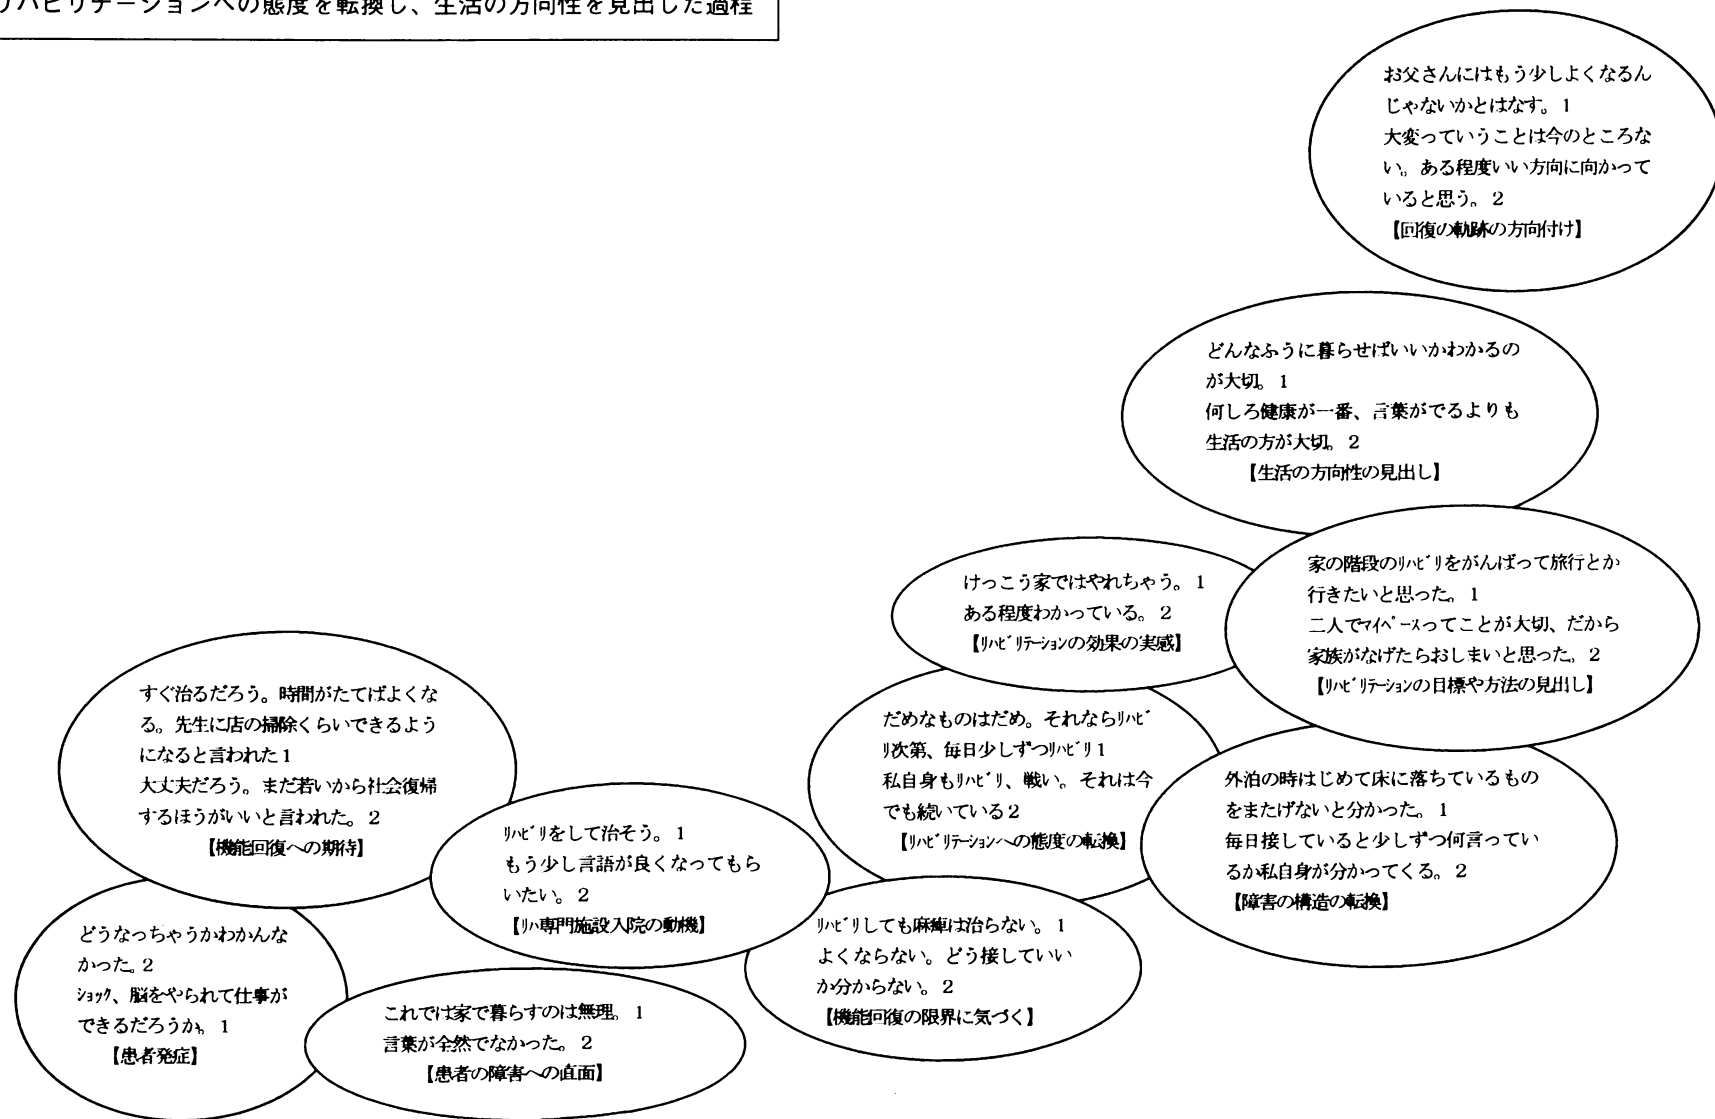 リハビリテーションへの態度を転換し、生活の方向性を見出した過程
お父さんにはもう少しよくなるん
じゃないかとはなす。1
大変っていうことは今のところな
い。ある程度いい方向に向かって
いると思う。2
【回復の軌跡の方向付け】
どんなふうに暮らせばいいかわかるの
が大切。1
何しろ健康が一番、言葉がでるよりも
生活の方が大切。2
【生活の方向性の見出し】
家の階段のﾘﾊﾋﾞﾘをがんばって旅行とか
行きたいと思った。1
二人でﾏｲﾍﾟｰｽってことが大切、だから
家族がなげたらおしまいと思った。2
【ﾘﾊﾋﾞﾘﾃｰｼｮﾝの目標や方法の見出し】
けっこう家ではやれちゃう。1
ある程度わかっている。2
【ﾘﾊﾋﾞﾘﾃｰｼｮﾝの効果の実感】
だめなものはだめ。それならﾘﾊﾋﾞ
ﾘ次第、毎日少しずつﾘﾊﾋﾞﾘ1
私自身もﾘﾊﾋﾞﾘ、戦い。それは今
でも続いている2
【ﾘﾊﾋﾞﾘﾃｰｼｮﾝへの態度の転換】
外泊の時はじめて床に落ちているもの
をまたげないと分かった。1
毎日接していると少しずつ何言ってい
るか私自身が分かってくる。2
【障害の構造の転換】
すぐ治るだろう。時間がたてばよくな
る。先生に店の掃除くらいできるよう
になると言われた1
大丈夫だろう。まだ若いから社会復帰
するほうがいいと言われた。2
【機能回復への期待】
ﾘﾊﾋﾞﾘをして治そう。1
もう少し言語が良くなってもら
いたい。2
【ﾘﾊ専門施設入院の動機】
ﾘﾊﾋﾞﾘしても麻痺は治らない。1
よくならない。どう接していい
か分からない。2
【機能回復の限界に気づく】
どうなっちゃうかわかんな
かった。2
ｼｮｯｸ、脳をやられて仕事が
できるだろうか。1
【患者発症】
これでは家で暮らすのは無理。1
言葉が全然でなかった。2
【患者の障害への直面】